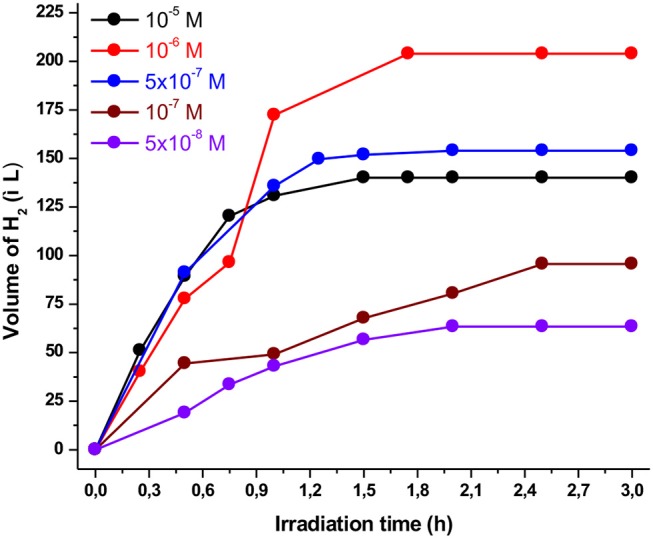 225
200
175
150
125
100
75
50
25
0
Volume of H₂ (ì L)
10⁻⁵ M
10⁻⁶ M
5x10⁻⁷ M
10⁻⁷ M
5x10⁻⁸ M
0,0 0,3 0,6 0,9 1,2 1,5 1,8 2,1 2,4 2,7 3,0
Irradiation time (h)